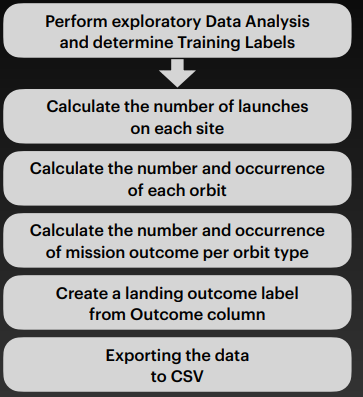 Perform exploratory Data Analysis
and determine Training Labels
Calculate the number of launches
on each site
Calculate the number and occurrence
of each orbit
Calculate the number and occurrence
of mission outcome per orbit type
Create a landing outcome label
from Outcome column
Exporting the data
to CSV